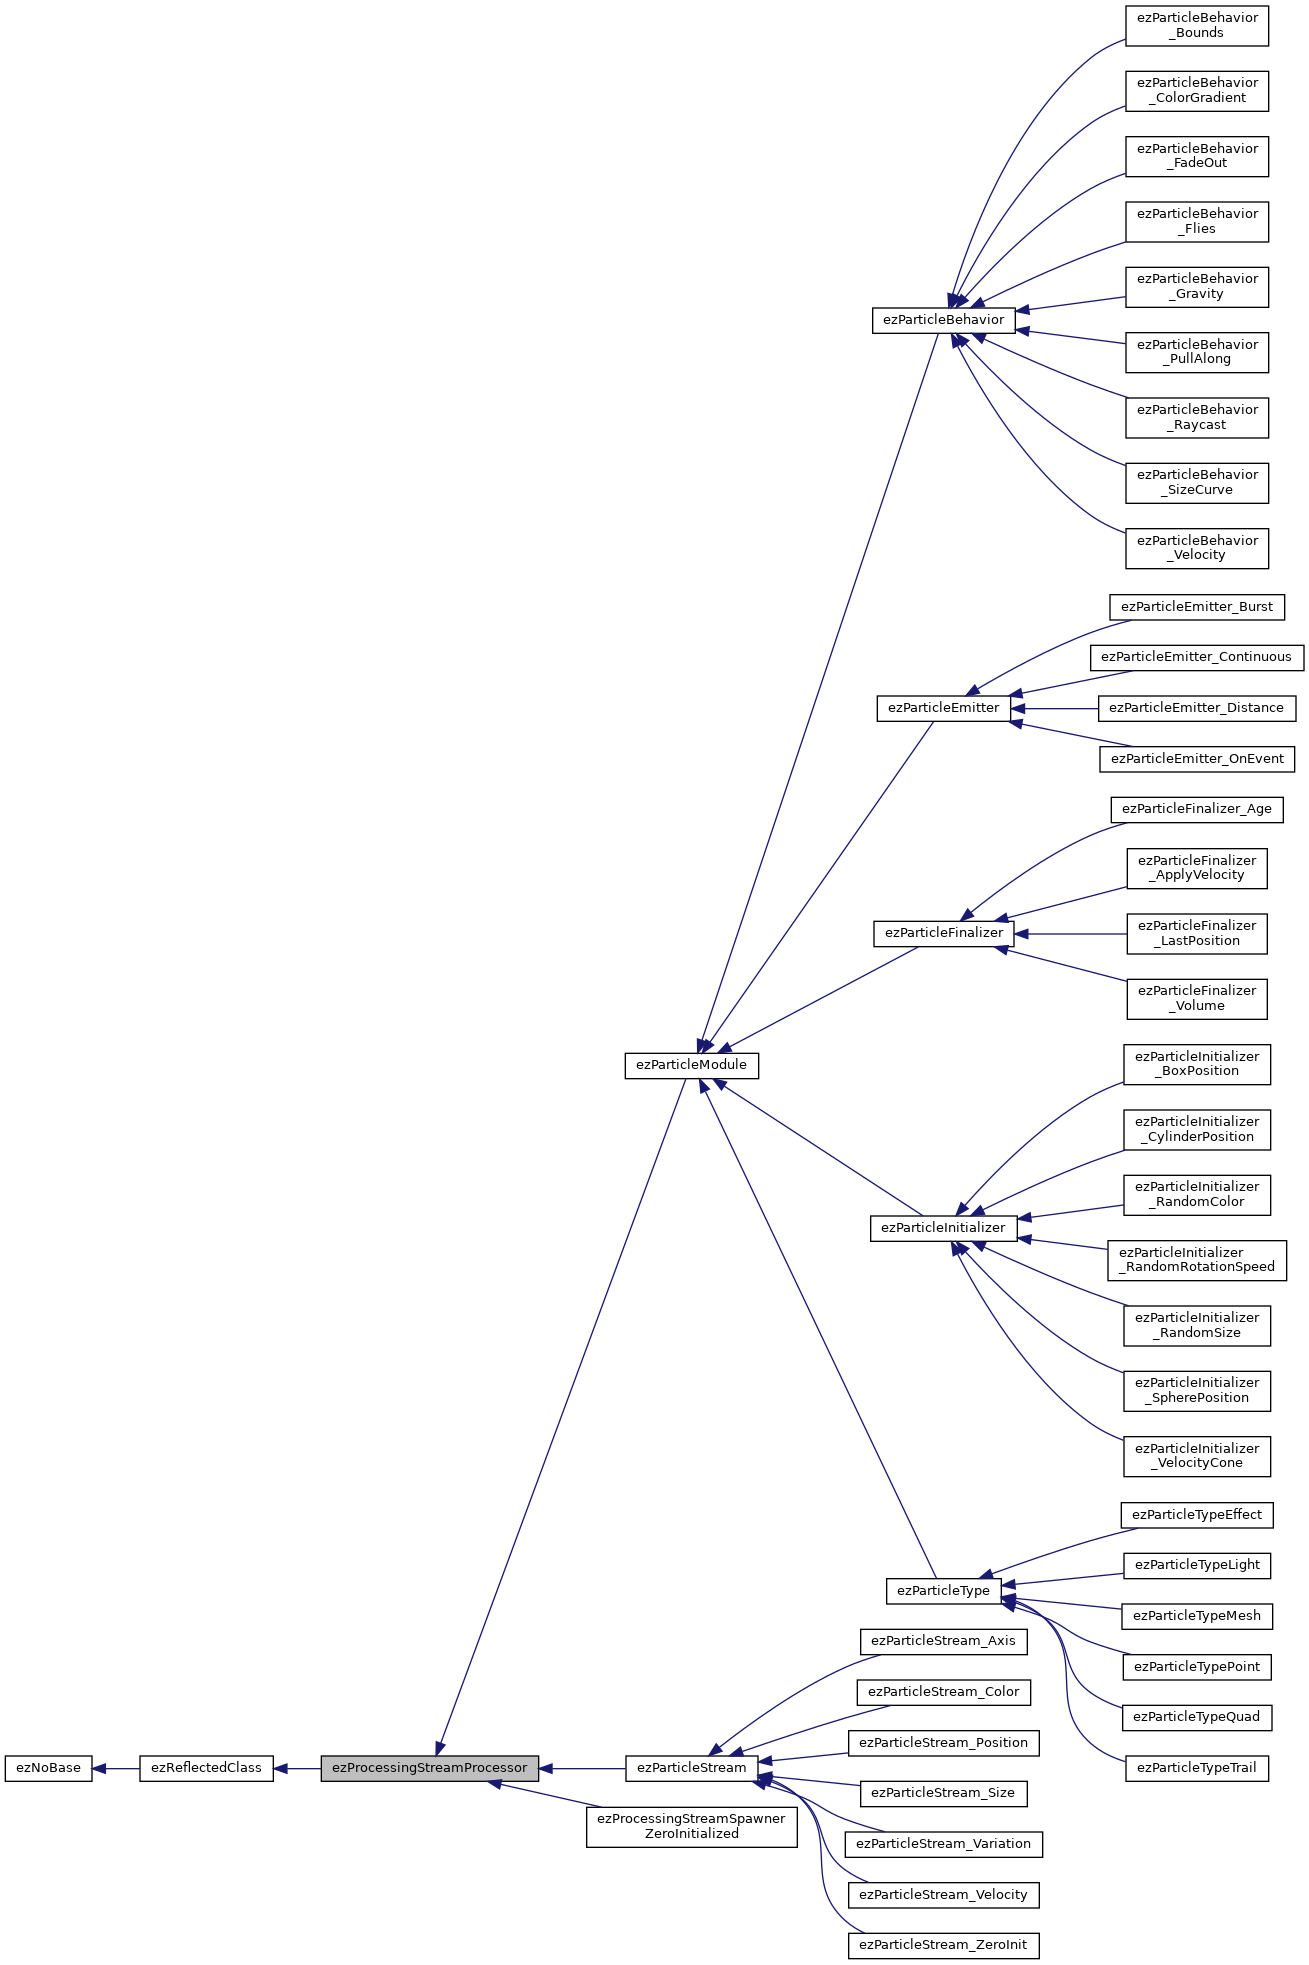 ezParticleBehavior
_Bounds
ezParticleBehavior
_ColorGradient
ezParticleBehavior
_FadeOut
ezParticleBehavior
_Flies
ezParticleBehavior
_Gravity
ezParticleBehavior
ezParticleBehavior
_PullAlong
ezParticleBehavior
_Raycast
ezParticleBehavior
_SizeCurve
ezParticleBehavior
_Velocity
ezParticleEmitter_Burst
ezParticleEmitter_Continuous
ezParticleEmitter
ezParticleEmitter_Distance
ezParticleEmitter_OnEvent
ezParticleFinalizer_Age
ezParticleFinalizer
_ApplyVelocity
ezParticleFinalizer
ezParticleFinalizer
_LastPosition
ezParticleFinalizer
_Volume
ezParticleModule
ezParticleInitializer
_BoxPosition
ezParticleInitializer
_CylinderPosition
ezParticleInitializer
_RandomColor
ezParticleInitializer
ezParticleInitializer
_RandomRotationSpeed
ezParticleInitializer
_RandomSize
ezParticleInitializer
_SpherePosition
ezParticleInitializer
_VelocityCone
ezParticleTypeEffect
ezParticleTypeLight
ezParticleType
ezParticleTypeMesh
ezParticleTypePoint
ezParticleTypeQuad
ezParticleTypeTrail
ezParticleStream_Axis
ezParticleStream_Color
ezParticleStream_Position
ezNoBase
ezReflectedClass
ezProcessingStreamProcessor
ezParticleStream
ezParticleStream_Size
ezProcessingStreamSpawner
ZeroInitialized
ezParticleStream_Variation
ezParticleStream_Velocity
ezParticleStream_ZeroInit